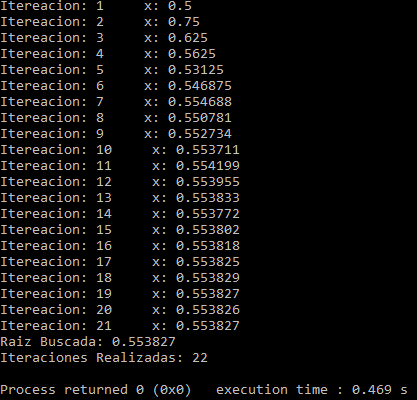 Itereacion: 1     x: 0.5
Itereacion: 2     x: 0.75
Itereacion: 3     x: 0.625
Itereacion: 4     x: 0.5625
Itereacion: 5     x: 0.53125
Itereacion: 6     x: 0.546875
Itereacion: 7     x: 0.554688
Itereacion: 8     x: 0.550781
Itereacion: 9     x: 0.552734
Itereacion: 10     x: 0.553711
Itereacion: 11     x: 0.554199
Itereacion: 12     x: 0.553955
Itereacion: 13     x: 0.553833
Itereacion: 14     x: 0.553772
Itereacion: 15     x: 0.553802
Itereacion: 16     x: 0.553818
Itereacion: 17     x: 0.553825
Itereacion: 18     x: 0.553829
Itereacion: 19     x: 0.553827
Itereacion: 20     x: 0.553826
Itereacion: 21     x: 0.553827
Raiz Buscada: 0.553827
Iteraciones Realizadas: 22
Process returned 0 (0x0)   execution time : 0.469 s